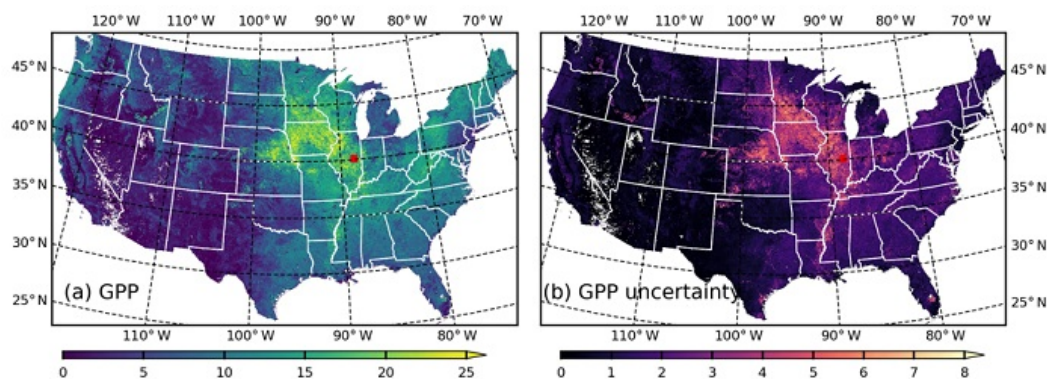 120°W 110°W 100°W 90°W 80°W 70°W
45°N
40°N
35°N
30°N
25°N
(a) GPP
110°W 100°W 90°W 80°W
0 5 10 15 20 25
120°W 110°W 100°W 90°W 80°W 70°W
45°N
40°N
35°N
30°N
25°N
(b) GPP uncertainty
110°W 100°W 90°W 80°W
0 1 2 3 4 5 6 7 8